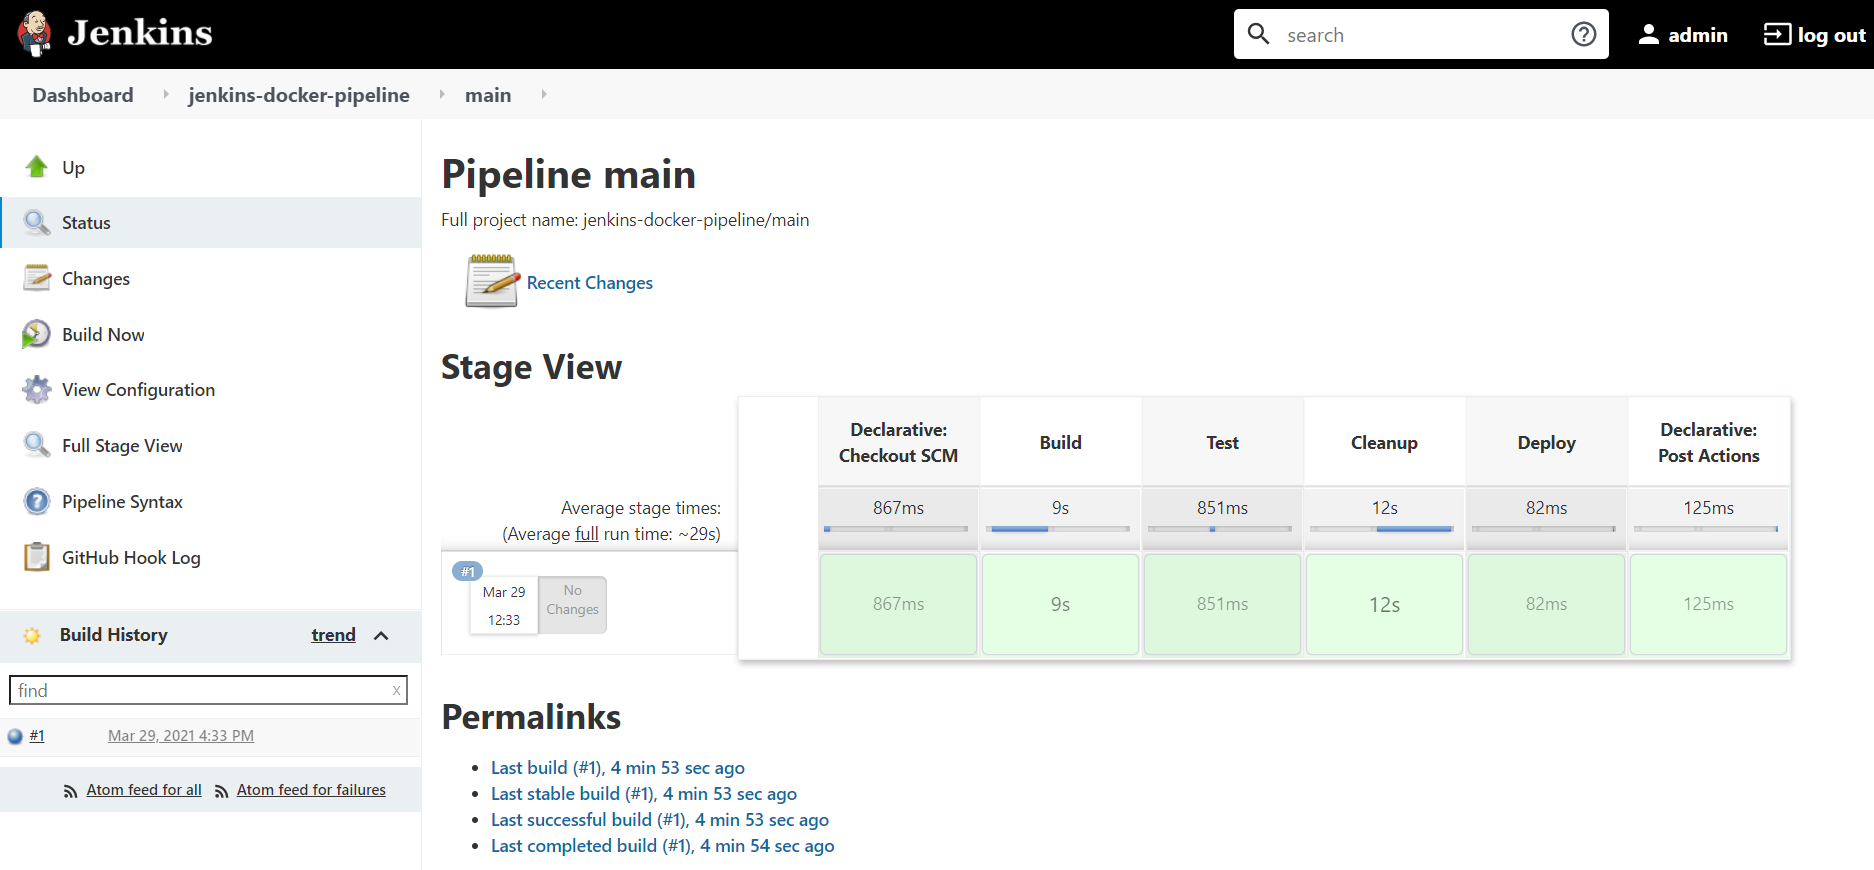 Jenkins
search
admin
log out
Dashboard
jenkins-docker-pipeline
main
Up
Status
Changes
Build Now
View Configuration
Full Stage View
Pipeline Syntax
GitHub Hook Log
Build History
trend
find
x
#1
Mar 29, 2021 4:33 PM
Atom feed for all
Atom feed for failures
Pipeline main
Full project name: jenkins-docker-pipeline/main
Recent Changes
Stage View
Declarative:
Checkout SCM
Build
Test
Cleanup
Deploy
Declarative:
Post Actions
Average stage times:
(Average full run time: ~29s)
867ms
9s
851ms
12s
82ms
125ms
#1
Mar 29
12:33
No
Changes
867ms
9s
851ms
12s
82ms
125ms
Permalinks
Last build (#1), 4 min 53 sec ago
Last stable build (#1), 4 min 53 sec ago
Last successful build (#1), 4 min 53 sec ago
Last completed build (#1), 4 min 54 sec ago